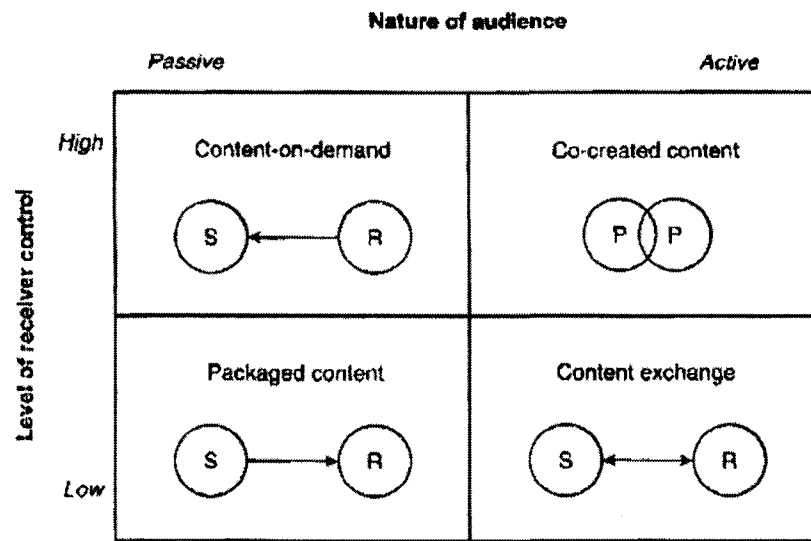 Nature of audience
Passive Active
High
Content-on-demand Co-created content
S R P P
Level of receiver control
Packaged content Content exchange
S R S R
Low